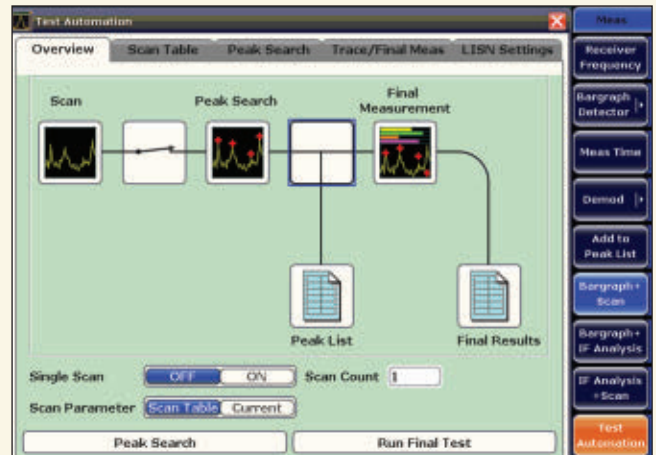 Test Automation
Meas
Overview
Scan Table
Peak Search
Trace/Final Meas
LISN Settings
Scan
Peak Search
Final
Measurement
Peak List
Final Results
Single Scan
OFF
ON
Scan Count
1
Scan Parameter
Scan Table
Current
Peak Search
Run Final Test
Receiver
Frequency
Bargraph
Detector
Meas Time
Demod
Add to
Peak List
Bargraph+
Scan
Bargraph+
IF Analysis
IF Analysis
+Scan
Test
Automation